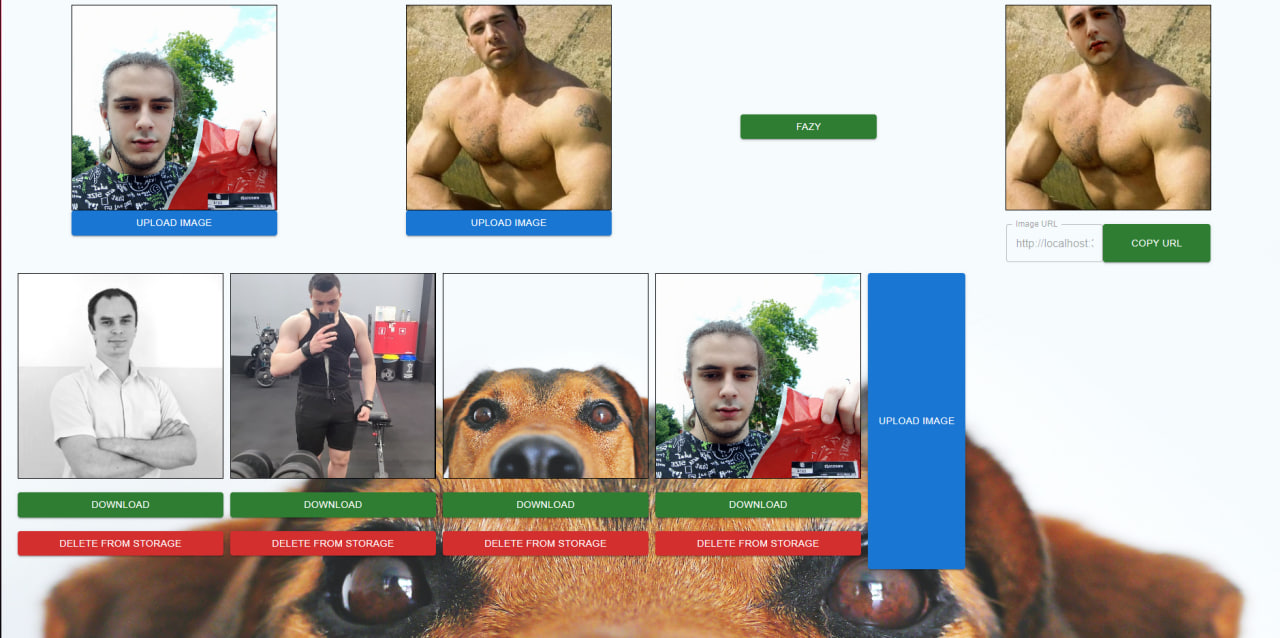 UPLOAD IMAGE
UPLOAD IMAGE
FAZY
Image URL
http://localhost:
COPY URL
UPLOAD IMAGE
DOWNLOAD
DOWNLOAD
DOWNLOAD
DOWNLOAD
DELETE FROM STORAGE
DELETE FROM STORAGE
DELETE FROM STORAGE
DELETE FROM STORAGE